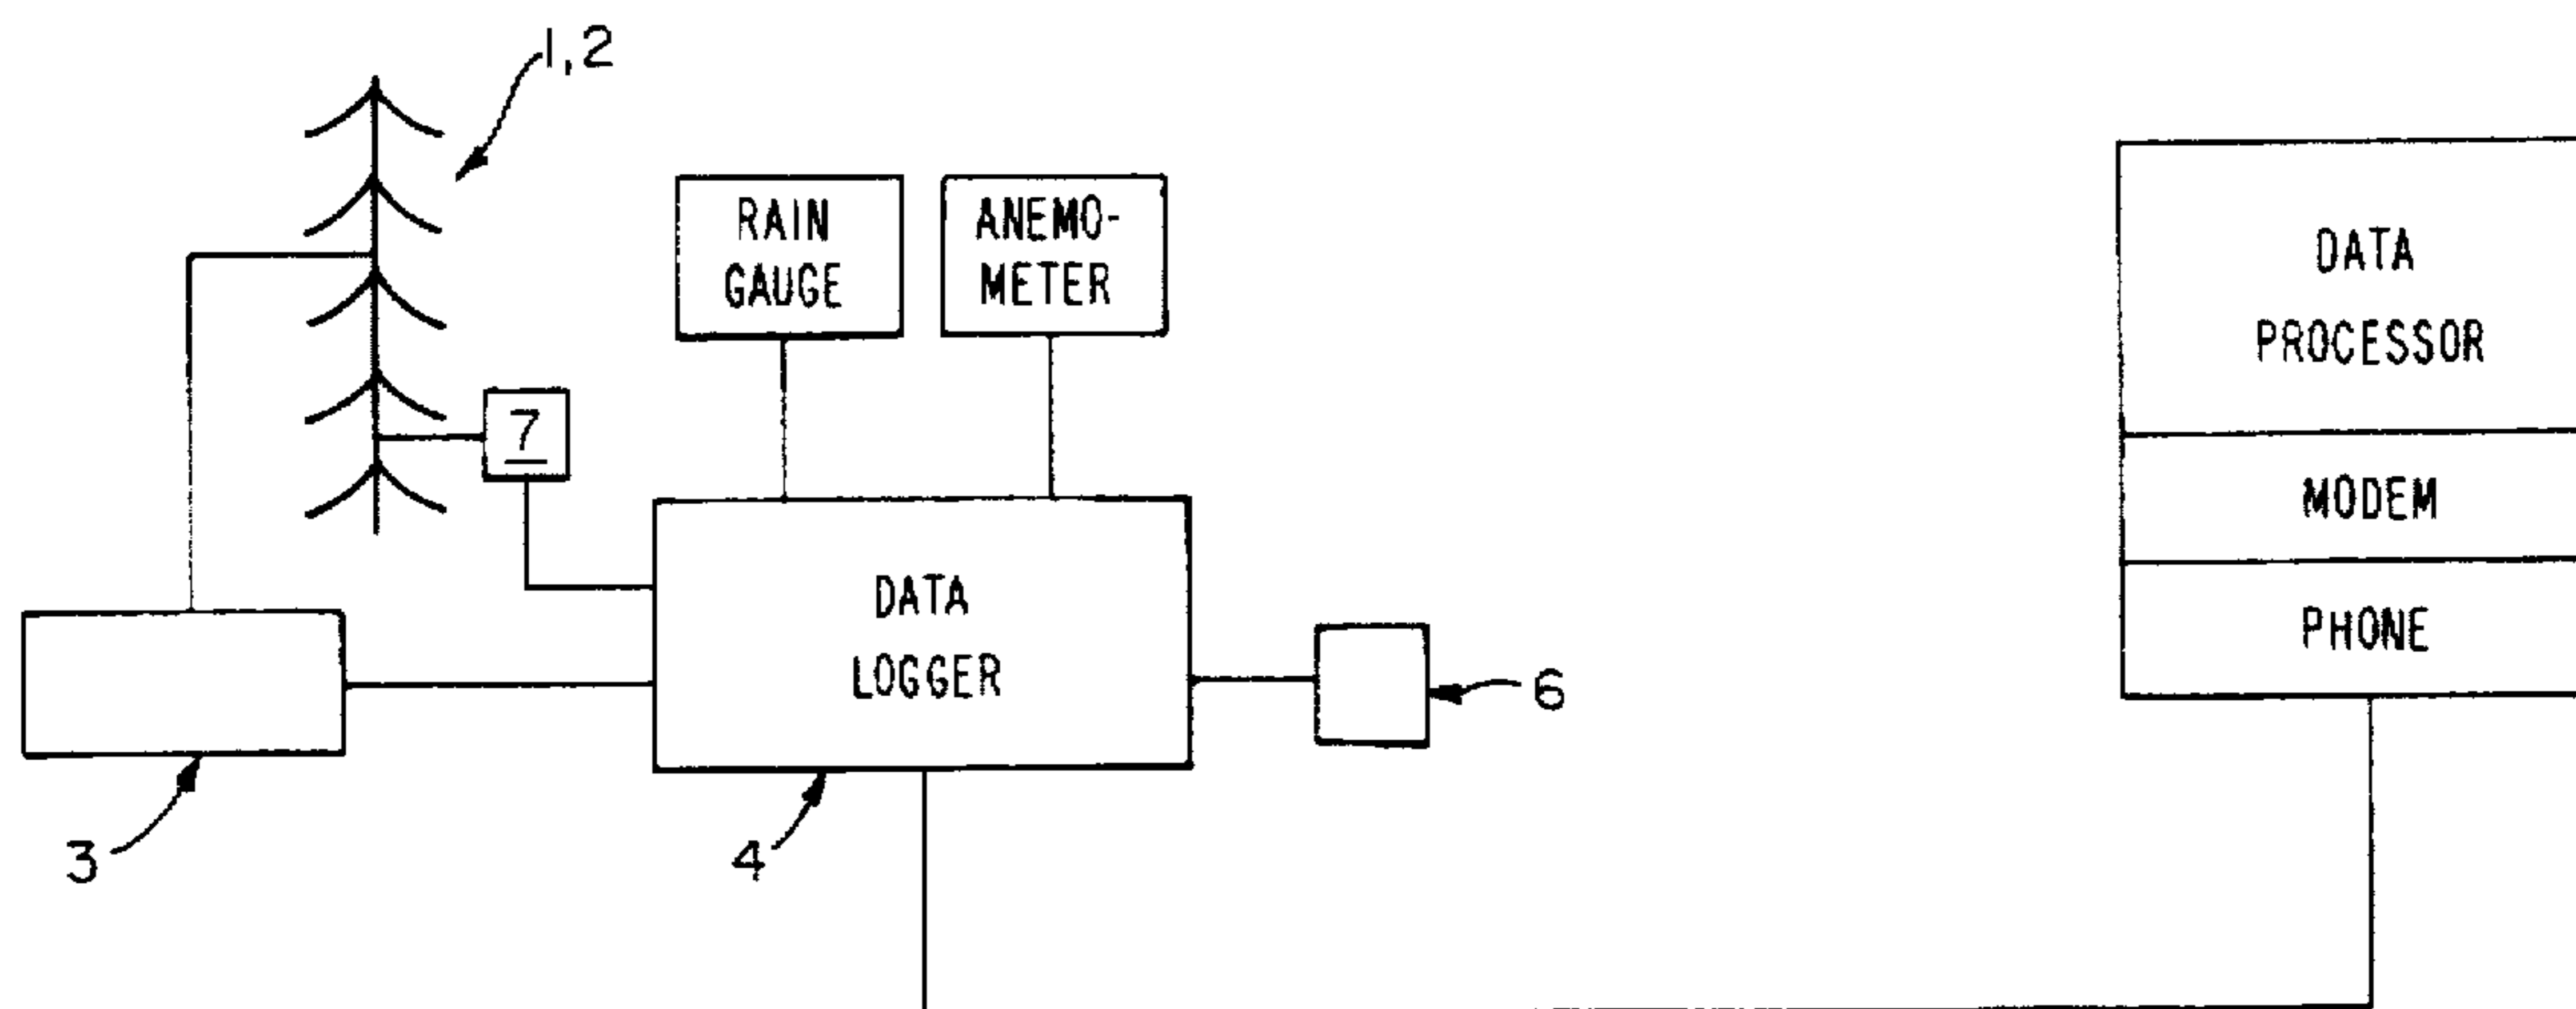 1,2
RAIN
GAUGE
ANEMO-
METER
DATA
PROCESSOR
7
MODEM
DATA
LOGGER
PHONE
6
3
4